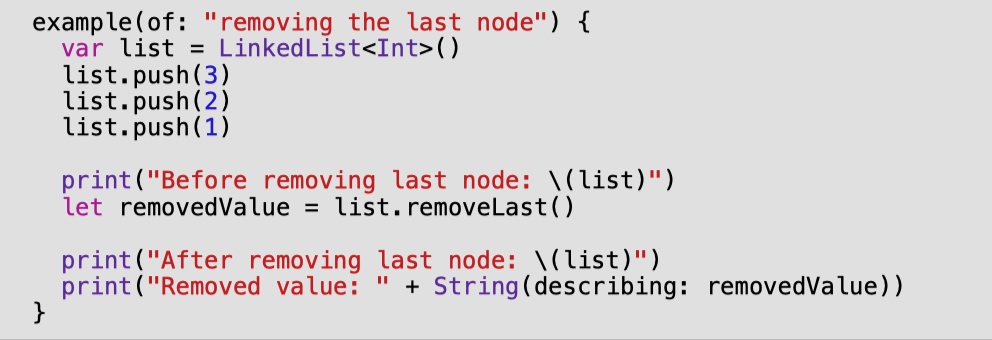 example(of: "removing the last node") {
  var list = LinkedList<Int>()
  list.push(3)
  list.push(2)
  list.push(1)

  print("Before removing last node: \(list)")
  let removedValue = list.removeLast()

  print("After removing last node: \(list)")
  print("Removed value: " + String(describing: removedValue))
}